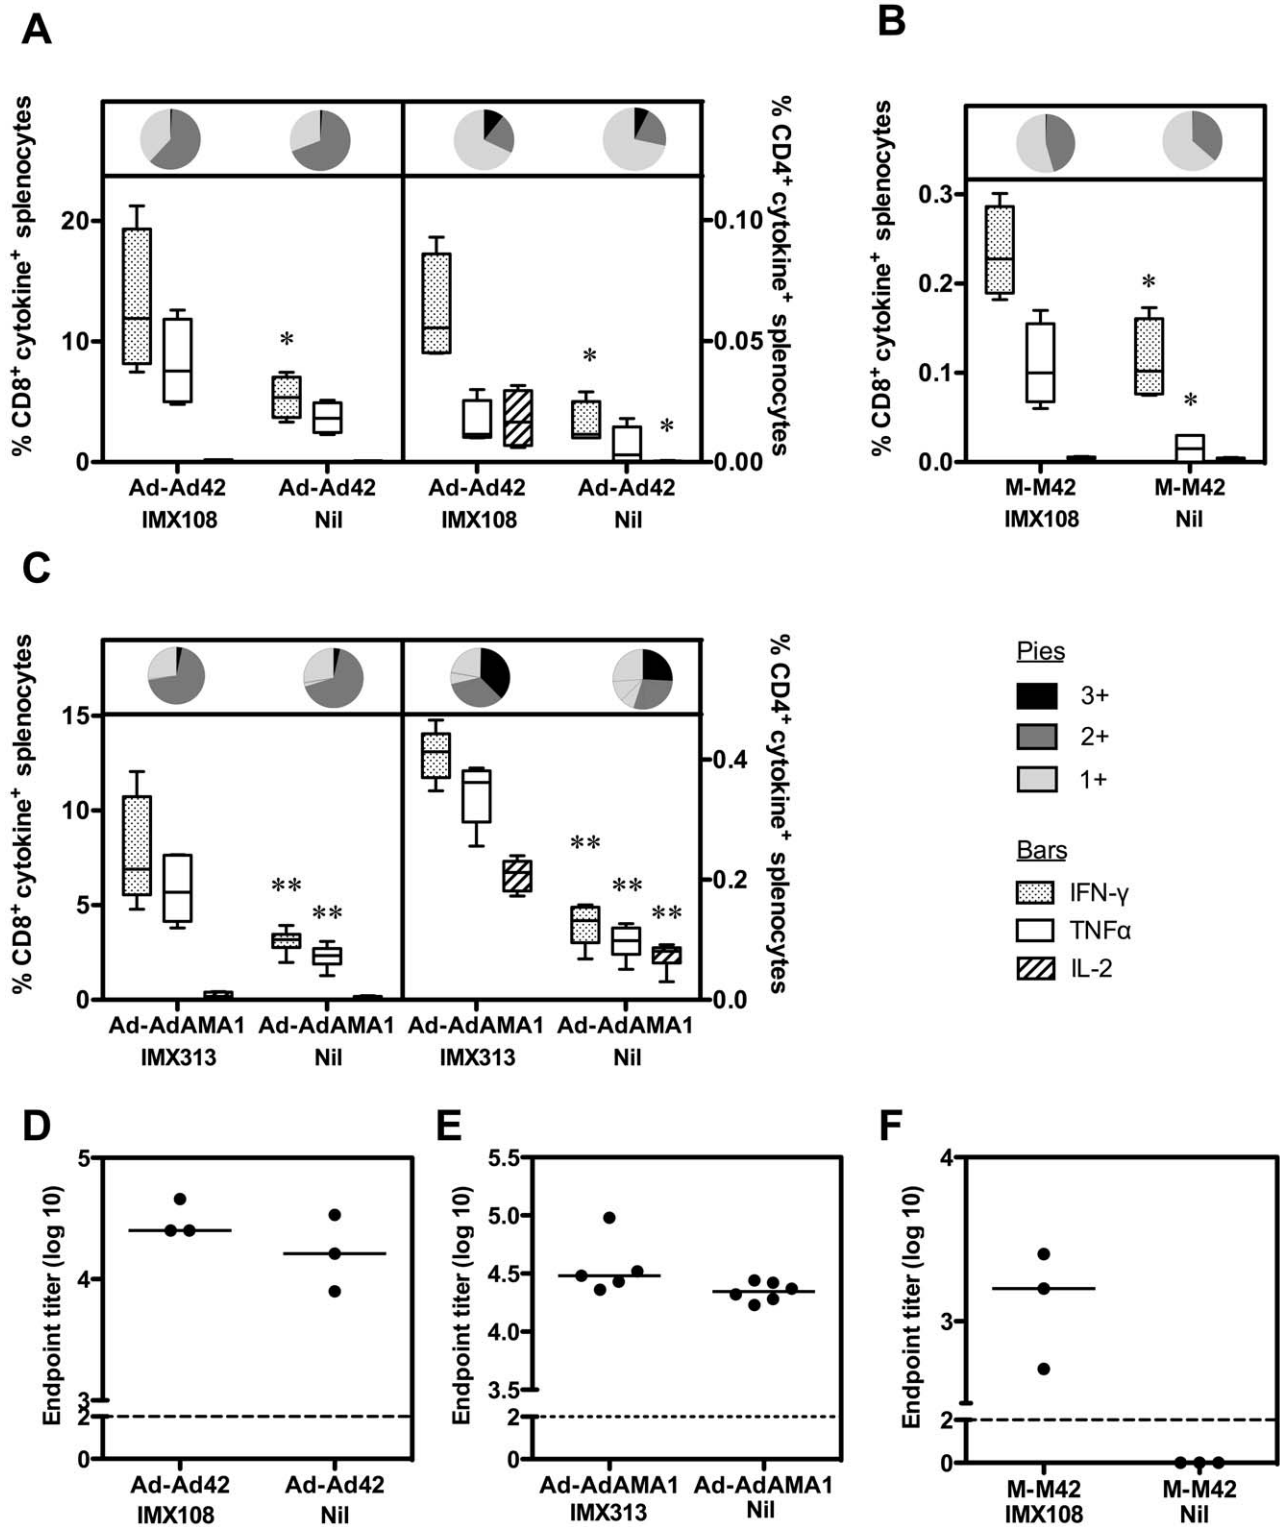 A
B
% CD8+ cytokine+ splenocytes
20
10
0
% CD4+ cytokine+ splenocytes
0.10
0.05
0.00
*
*
*
Ad-Ad42 Ad-Ad42 Ad-Ad42 Ad-Ad42
IMX108 Nil IMX108 Nil
% CD8+ cytokine+ splenocytes
0.3
0.2
0.1
0.0
*
*
M-M42 M-M42
IMX108 Nil
C
% CD8+ cytokine+ splenocytes
15
10
5
0
% CD4+ cytokine+ splenocytes
0.4
0.2
0.0
**
**
**
**
**
Ad-AdAMA1 Ad-AdAMA1 Ad-AdAMA1 Ad-AdAMA1
IMX313 Nil IMX313 Nil
Pies
3+
2+
1+
Bars
IFN-γ
TNFα
IL-2
D
Endpoint titer (log 10)
5
4
3
2
0
Ad-Ad42 Ad-Ad42
IMX108 Nil
E
Endpoint titer (log 10)
5.5
5.0
4.5
4.0
3.5
2
0
Ad-AdAMA1 Ad-AdAMA1
IMX313 Nil
F
Endpoint titer (log 10)
4
3
2
0
M-M42 M-M42
IMX108 Nil